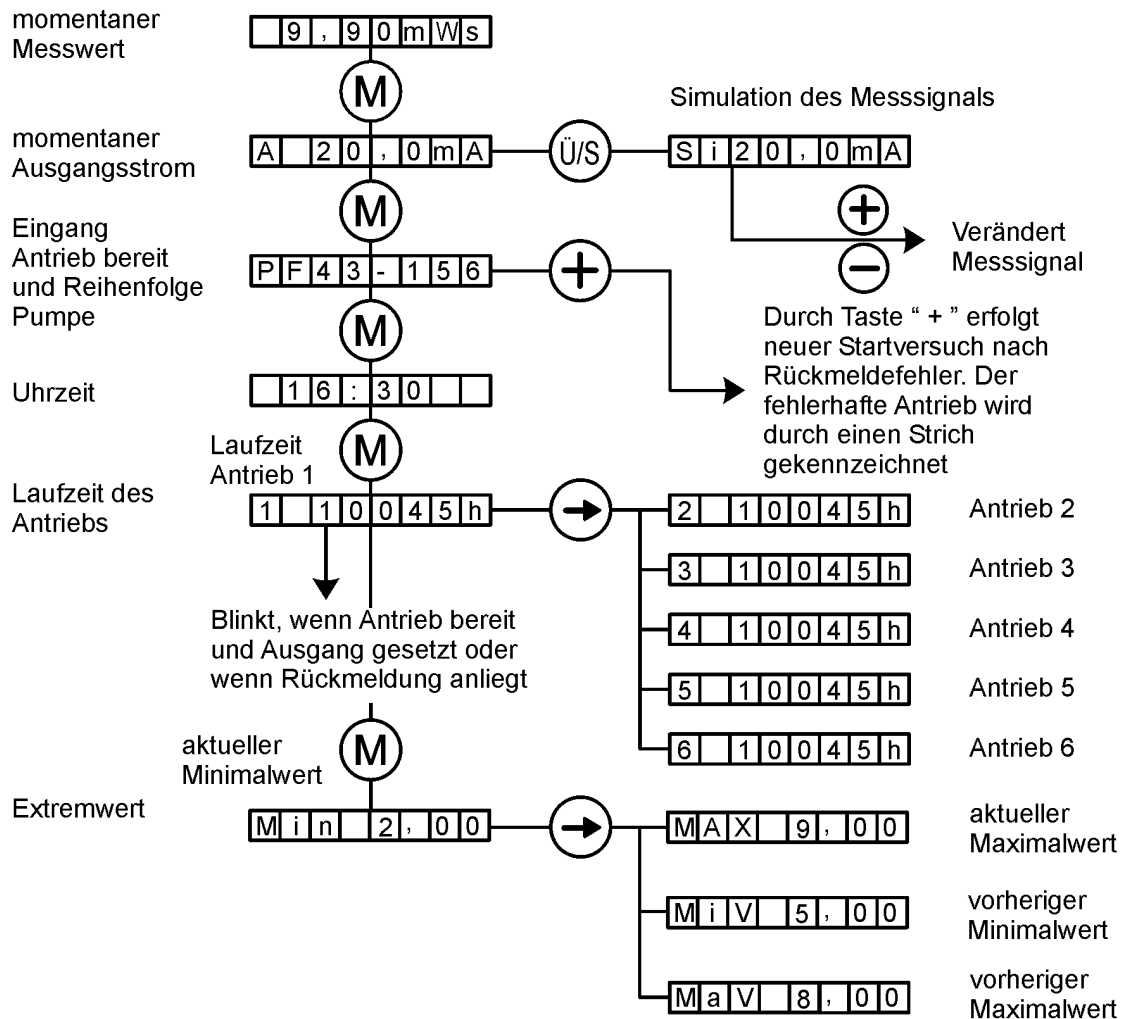 momentaner
Messwert
9,90mWs
M
Simulation des Messsignals
momentaner
Ausgangsstrom
A 20,0mA
Ü/S
Si20,0mA
M
+
−
Verändert
Messsignal
Eingang
Antrieb bereit
und Reihenfolge
Pumpe
PF43-156
+
Durch Taste “ + ” erfolgt
neuer Startversuch nach
Rückmeldefehler. Der
fehlerhafte Antrieb wird
durch einen Strich
gekennzeichnet
M
Uhrzeit
16:30
M
Laufzeit
Antrieb 1
Laufzeit des
Antriebs
1 10045h
2 10045h Antrieb 2
3 10045h Antrieb 3
4 10045h Antrieb 4
5 10045h Antrieb 5
6 10045h Antrieb 6
Blinkt, wenn Antrieb bereit
und Ausgang gesetzt oder
wenn Rückmeldung anliegt
M
aktueller
Minimalwert
Extremwert
Min 2,00
MAX 9,00
aktueller
Maximalwert
MiV 5,00
vorheriger
Minimalwert
MaV 8,00
vorheriger
Maximalwert